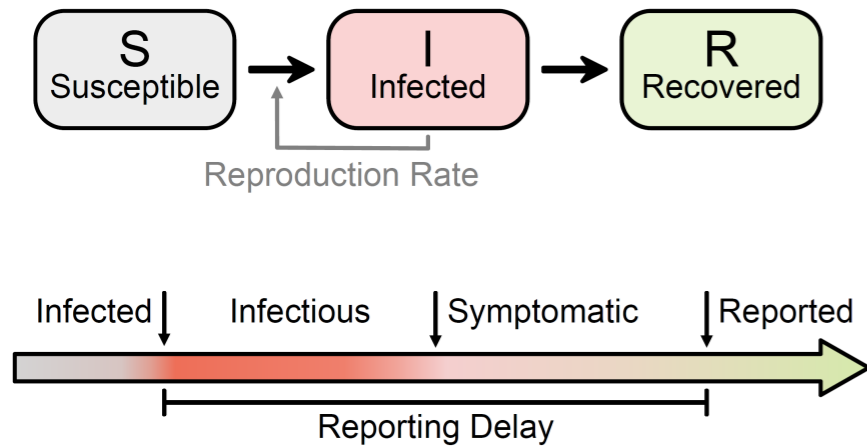 S
Susceptible
I
Infected
R
Recovered
Reproduction Rate
Infected
Infectious
Symptomatic
Reported
Reporting Delay